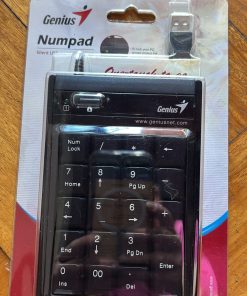 Genius
Numpad
Genius
www.geniusnet.com
Num
Lock
/
*
←
7
Home
8
↑
9
Pg Up
-
4
←
5
6
→
+
1
End
2
↓
3
Pg Dn
Enter
0
Ins
00
.
Del